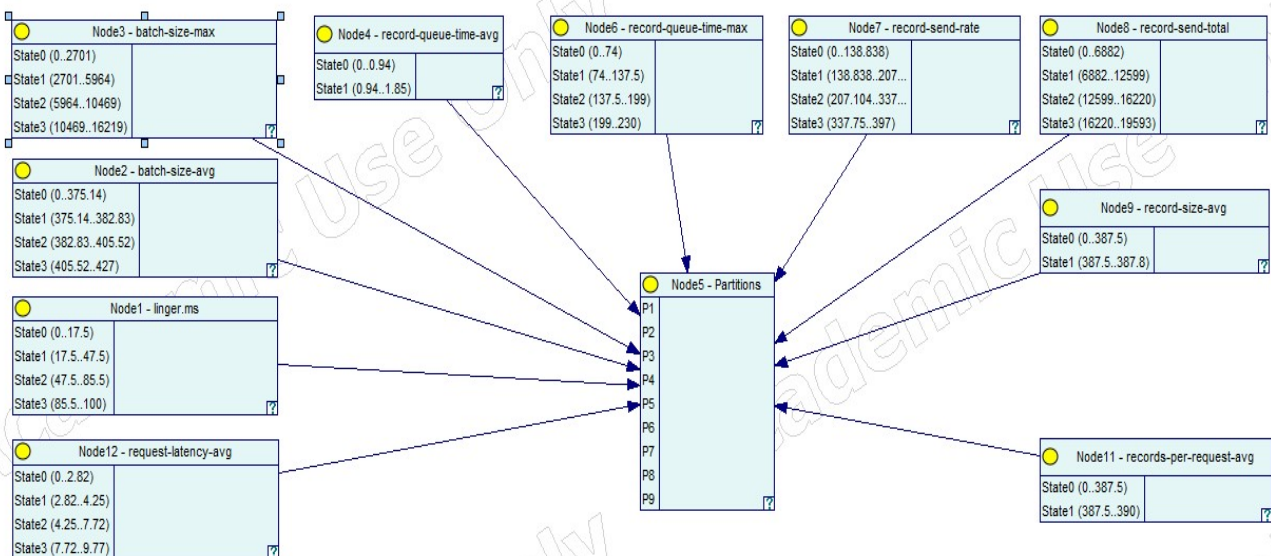 Node3 - batch-size-max
State0 (0..2701)
State1 (2701..5964)
State2 (5964..10469)
State3 (10469..16219)
?
Node4 - record-queue-time-avg
State0 (0..0.94)
State1 (0.94..1.85)
?
Node6 - record-queue-time-max
State0 (0..74)
State1 (74..137.5)
State2 (137.5..199)
State3 (199..230)
?
Node7 - record-send-rate
State0 (0..138.838)
State1 (138.838..207...
State2 (207.104..337...
State3 (337.75..397)
?
Node8 - record-send-total
State0 (0..6882)
State1 (6882..12599)
State2 (12599..16220)
State3 (16220..19593)
?
Node2 - batch-size-avg
State0 (0..375.14)
State1 (375.14..382.83)
State2 (382.83..405.52)
State3 (405.52..427)
?
Node9 - record-size-avg
State0 (0..387.5)
State1 (387.5..387.8)
?
Node1 - linger.ms
State0 (0..17.5)
State1 (17.5..47.5)
State2 (47.5..85.5)
State3 (85.5..100)
?
Node5 - Partitions
P1
P2
P3
P4
P5
P6
P7
P8
P9
?
Node12 - request-latency-avg
State0 (0..2.82)
State1 (2.82..4.25)
State2 (4.25..7.72)
State3 (7.72..9.77)
?
Node11 - records-per-request-avg
State0 (0..387.5)
State1 (387.5..390)
?
Use Only
Academic Use